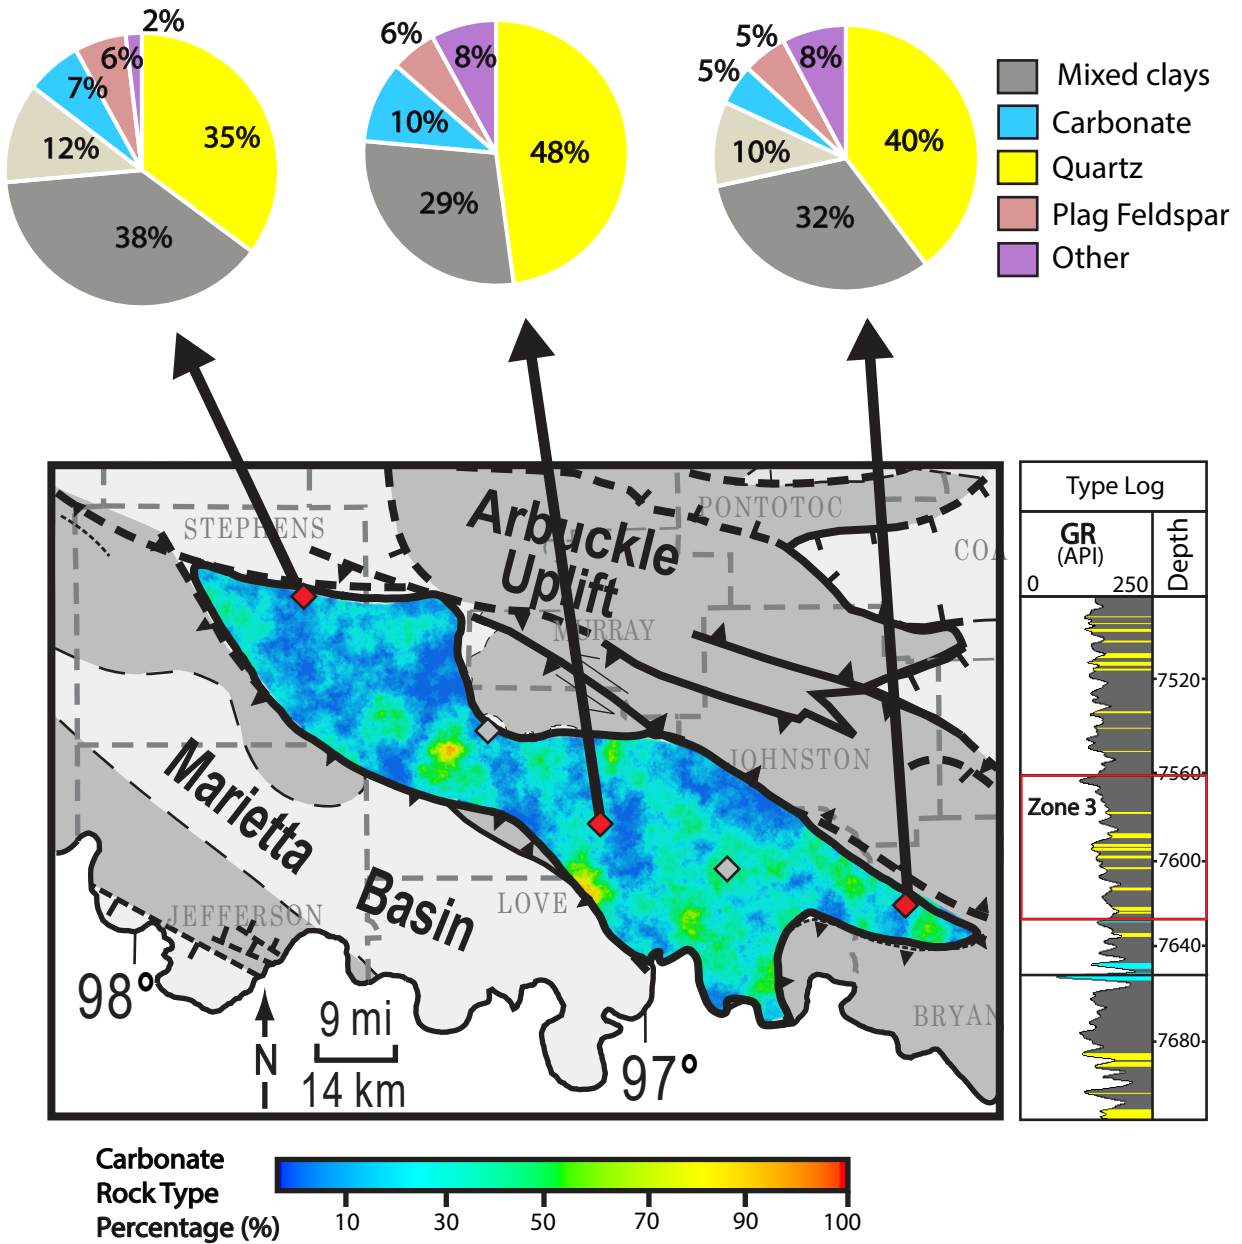 2%
6%
7%
12%
35%
38%
6%
8%
10%
48%
29%
5%
5%
8%
10%
40%
32%
Mixed clays
Carbonate
Quartz
Plag Feldspar
Other
Arbuckle
Uplift
STEPHENS
PONTOTOC
COA
MURRAY
JOHNSTON
Marietta
Basin
LOVE
JEFFERSON
BRYAN
98°
97°
N
9 mi
14 km
Type Log
GR
(API)
0
250
Depth
7520
7560
Zone 3
7600
7640
7680
Carbonate
Rock Type
Percentage (%)
10
30
50
70
90
100